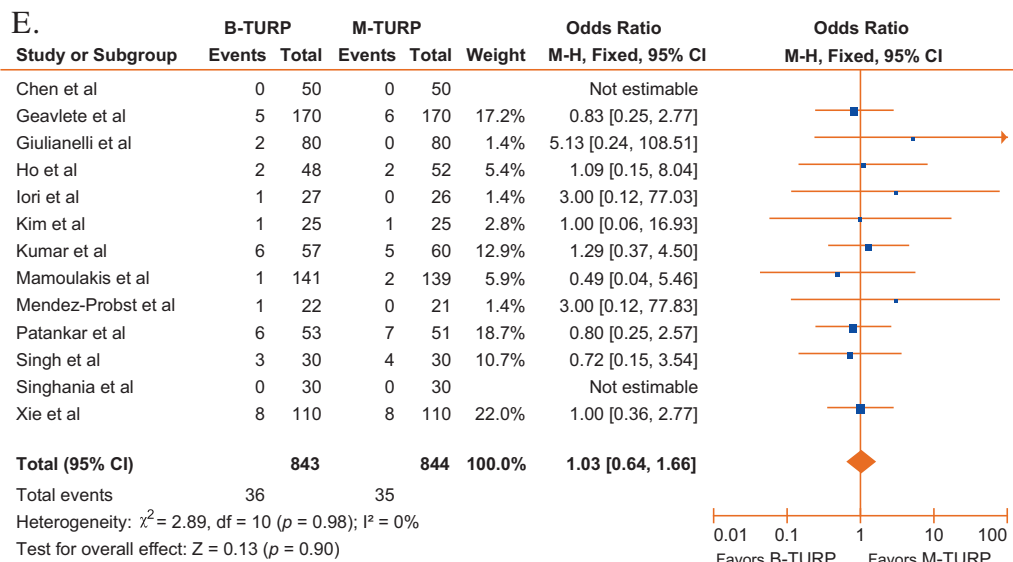 E.
B-TURP M-TURP Odds Ratio Odds Ratio
Study or Subgroup Events Total Events Total Weight M-H, Fixed, 95% CI M-H, Fixed, 95% CI
Chen et al 0 50 0 50 Not estimable
Geavlete et al 5 170 6 170 17.2% 0.83 [0.25, 2.77]
Giulianelli et al 2 80 0 80 1.4% 5.13 [0.24, 108.51]
Ho et al 2 48 2 52 5.4% 1.09 [0.15, 8.04]
Iori et al 1 27 0 26 1.4% 3.00 [0.12, 77.03]
Kim et al 1 25 1 25 2.8% 1.00 [0.06, 16.93]
Kumar et al 6 57 5 60 12.9% 1.29 [0.37, 4.50]
Mamoulakis et al 1 141 2 139 5.9% 0.49 [0.04, 5.46]
Mendez-Probst et al 1 22 0 21 1.4% 3.00 [0.12, 77.83]
Patankar et al 6 53 7 51 18.7% 0.80 [0.25, 2.57]
Singh et al 3 30 4 30 10.7% 0.72 [0.15, 3.54]
Singhania et al 0 30 0 30 Not estimable
Xie et al 8 110 8 110 22.0% 1.00 [0.36, 2.77]
Total (95% CI) 843 844 100.0% 1.03 [0.64, 1.66]
Total events 36 35
Heterogeneity: χ² = 2.89, df = 10 (p = 0.98); I² = 0%
Test for overall effect: Z = 0.13 (p = 0.90)
0.01 0.1 1 10 100
Favors B-TURP Favors M-TURP